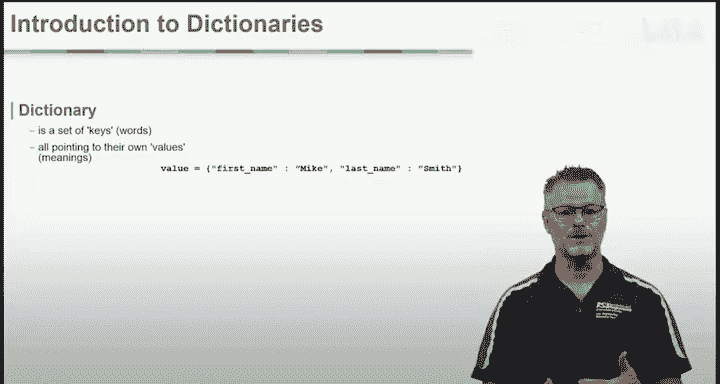 Introduction to Dictionaries
Dictionary
– is a set of 'keys' (words)
– all pointing to their own 'values'
(meanings)
value = {"first_name" : "Mike", "last_name" : "Smith"}